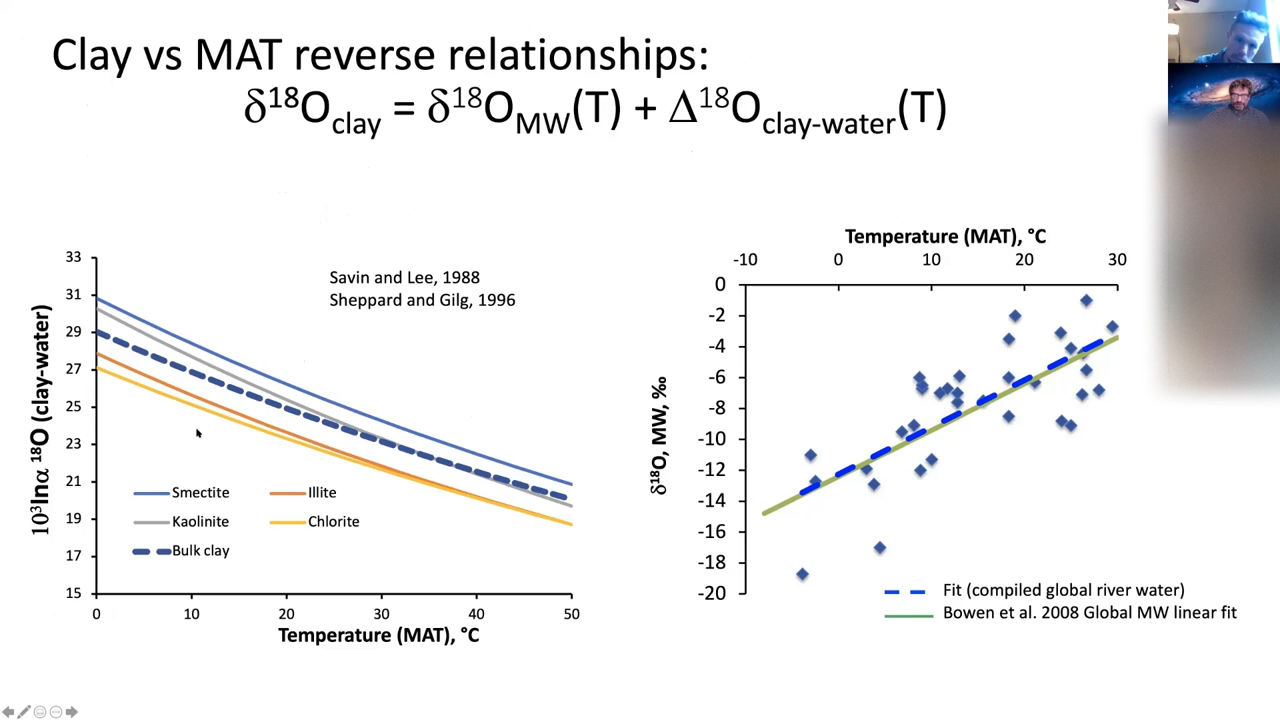 Clay vs MAT reverse relationships:
δ¹⁸O_clay = δ¹⁸O_MW(T) + Δ¹⁸O_clay-water(T)
33
31
29
27
25
23
21
19
17
15
10³lnα ¹⁸O (clay-water)
Savin and Lee, 1988
Sheppard and Gilg, 1996
Smectite
Illite
Kaolinite
Chlorite
Bulk clay
0
10
20
30
40
50
Temperature (MAT), °C
Temperature (MAT), °C
-10
0
10
20
30
0
-2
-4
-6
-8
-10
-12
-14
-16
-18
-20
δ¹⁸O, MW, ‰
Fit (compiled global river water)
Bowen et al. 2008 Global MW linear fit